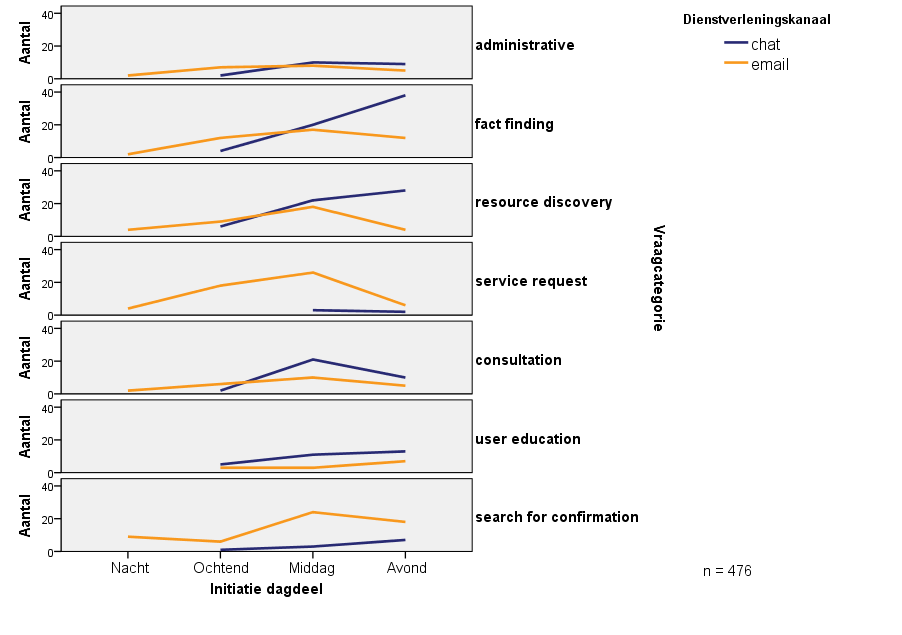 Dienstverleningskanaal
chat
email
Aantal
40
20
0
administrative
Aantal
40
20
0
fact finding
Aantal
40
20
0
resource discovery
Aantal
40
20
0
service request
Aantal
40
20
0
consultation
Aantal
40
20
0
user education
Aantal
40
20
0
search for confirmation
Vraagcategorie
Nacht Ochtend Middag Avond
Initiatie dagdeel
n = 476